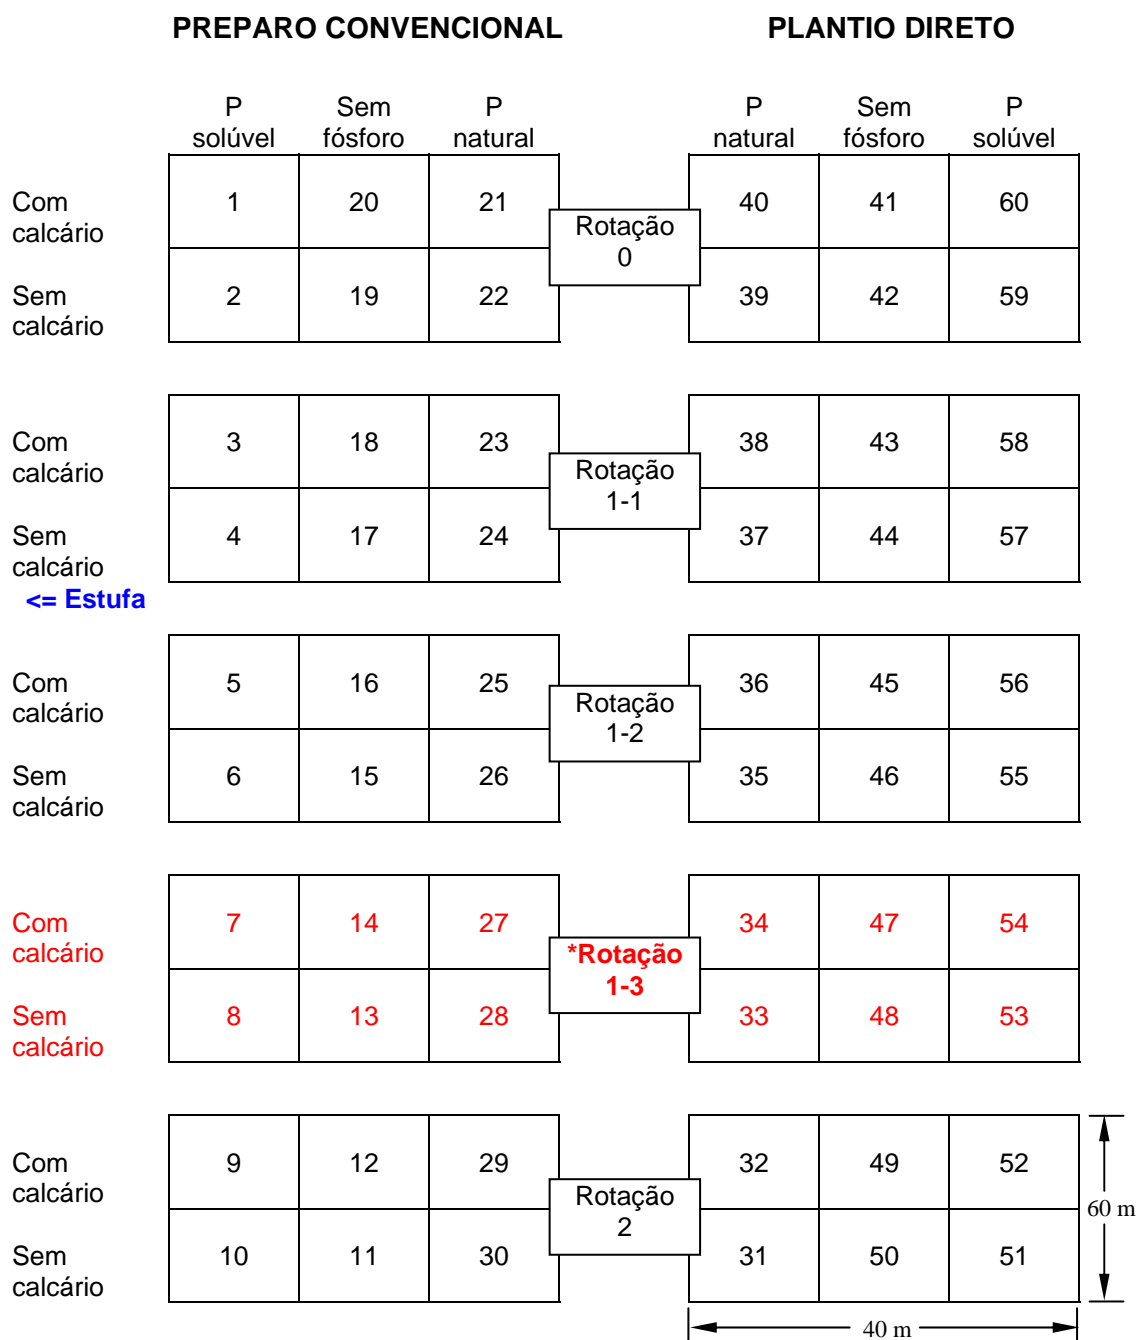 PREPARO CONVENCIONAL PLANTIO DIRETO
P Sem P P Sem P
solúvel fósforo natural natural fósforo solúvel
Com
calcário
1 20 21 40 41 60
Rotação
0
Sem
calcário
2 19 22 39 42 59
Com
calcário
3 18 23 38 43 58
Rotação
1-1
Sem
calcário
4 17 24 37 44 57
<= Estufa
Com
calcário
5 16 25 36 45 56
Rotação
1-2
Sem
calcário
6 15 26 35 46 55
Com
calcário
7 14 27 34 47 54
*Rotação
1-3
Sem
calcário
8 13 28 33 48 53
Com
calcário
9 12 29 32 49 52
Rotação
2
60 m
Sem
calcário
10 11 30 31 50 51
40 m